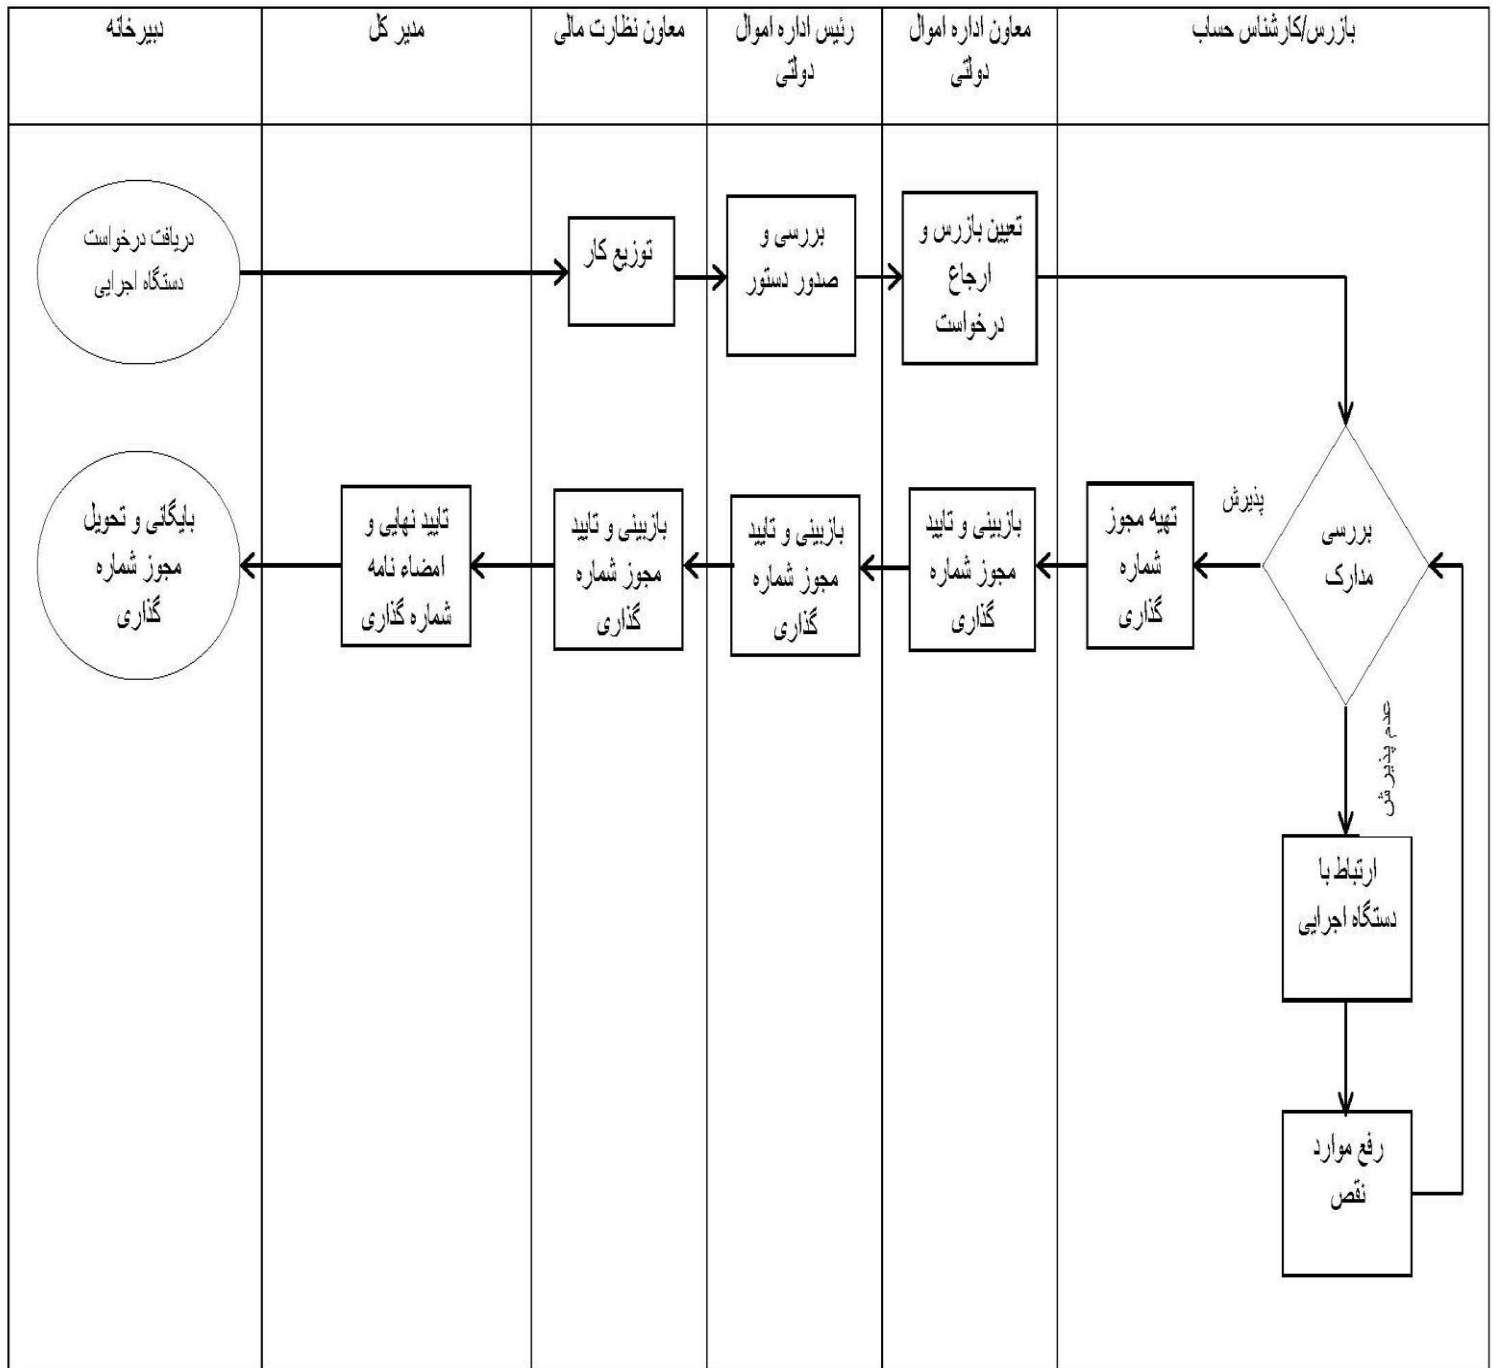 بازرس/کارشناس حساب
معاون اداره اموال
دولتی
رئیس اداره اموال
دولتی
معاون نظارت مالی
مدیر کل
دبیرخانه
دریافت درخواست
دستگاه اجرایی
توزیع کار
بررسی و
صدور دستور
تعیین بازرس و
ارجاع
درخواست
بررسی
مدارک
پذیرش
تهیه مجوز
شماره
گذاری
بازبینی و تایید
مجوز شماره
گذاری
بازبینی و تایید
مجوز شماره
گذاری
بازبینی و تایید
مجوز شماره
گذاری
تایید نهایی و
امضاء نامه
شماره گذاری
بایگانی و تحویل
مجوز شماره
گذاری
عدم پذیرش
ارتباط با
دستگاه اجرایی
رفع موارد
نقص